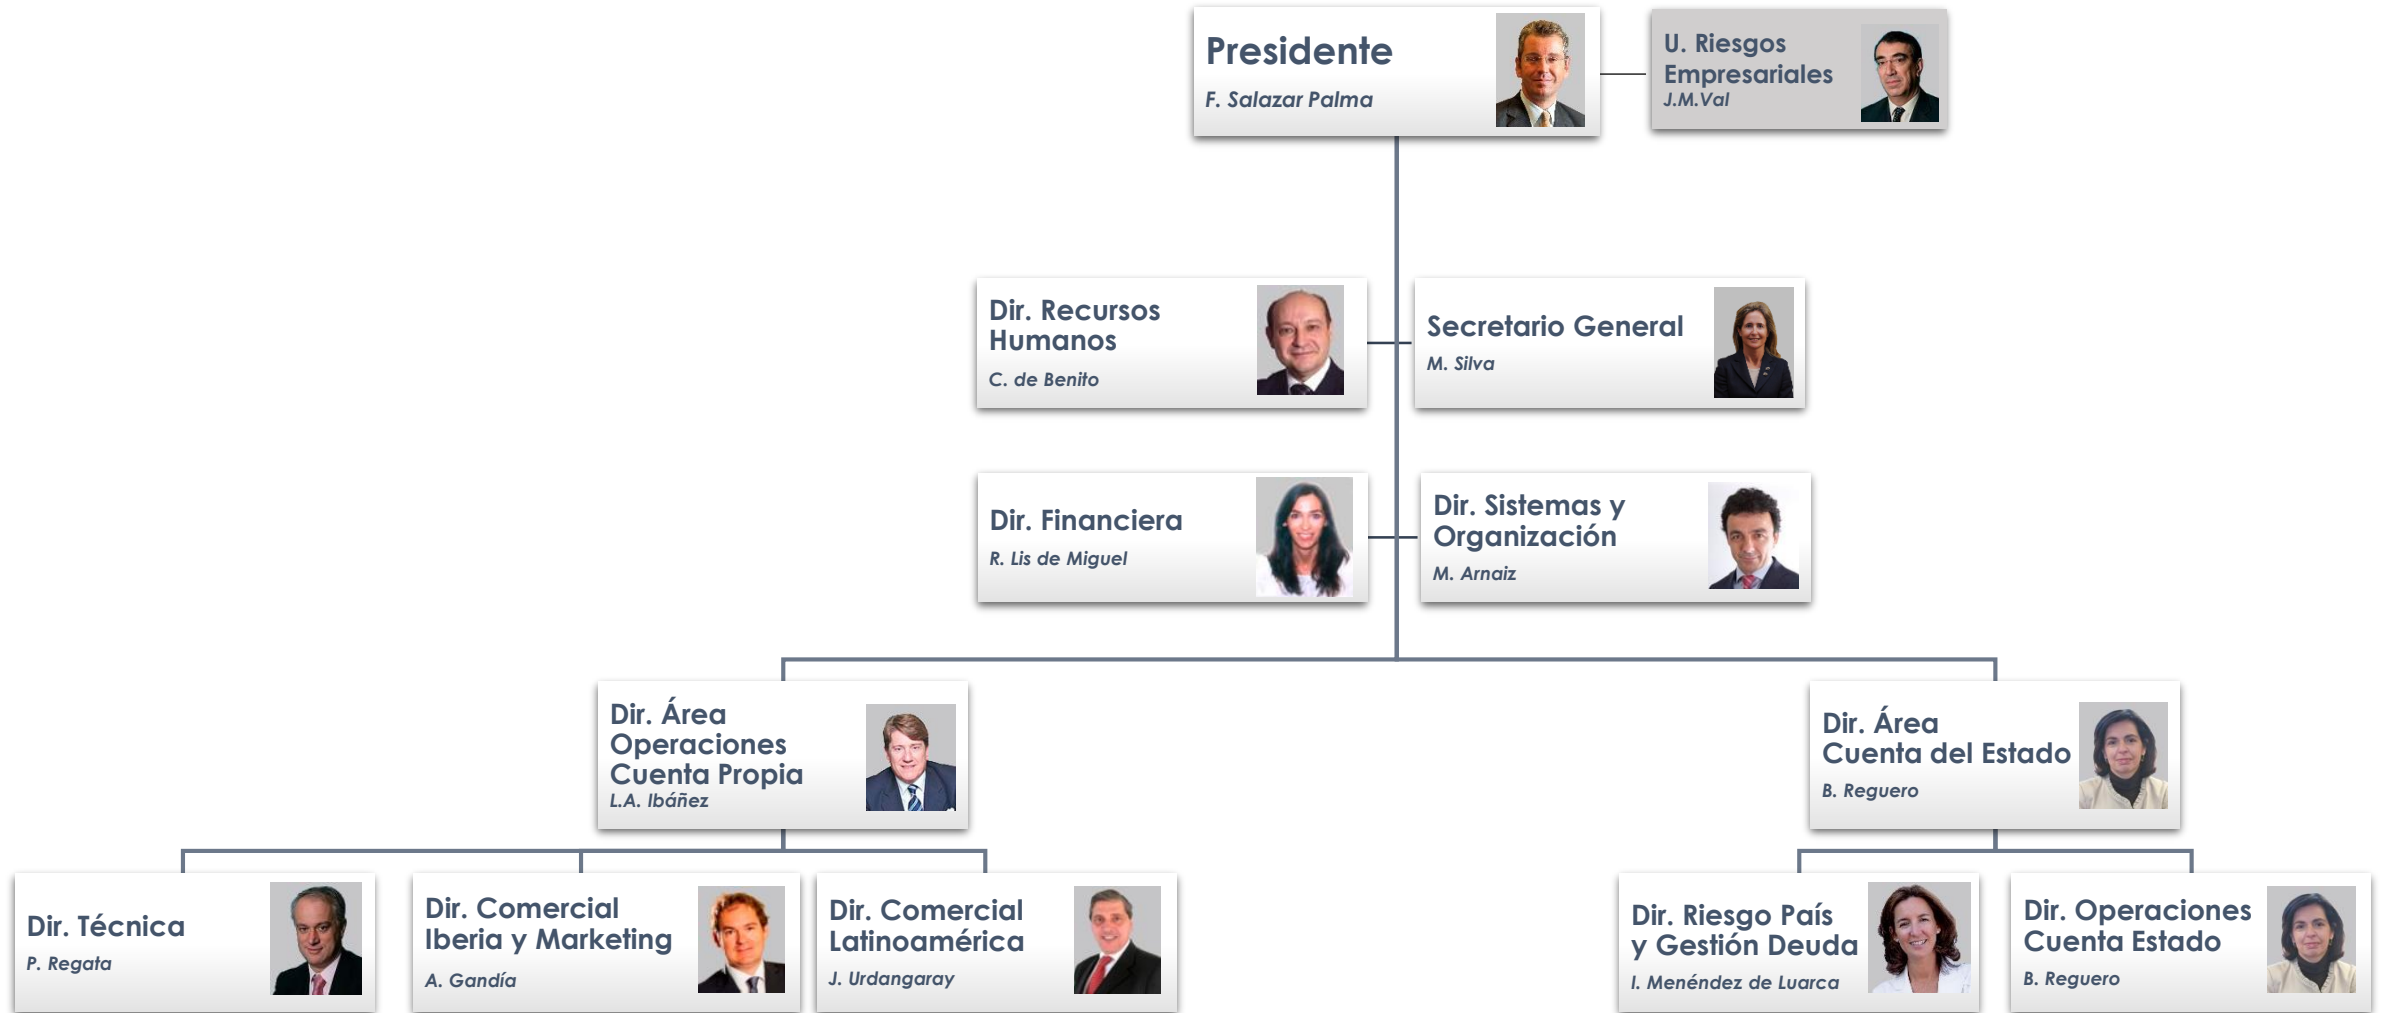 Presidente
F. Salazar Palma
U. Riesgos
Empresariales
J.M.Val
Dir. Recursos
Humanos
C. de Benito
Secretario General
M. Silva
Dir. Financiera
R. Lis de Miguel
Dir. Sistemas y
Organización
M. Arnaiz
Dir. Área
Operaciones
Cuenta Propia
L.A. Ibáñez
Dir. Área
Cuenta del Estado
B. Reguero
Dir. Técnica
P. Regata
Dir. Comercial
Iberia y Marketing
A. Gandía
Dir. Comercial
Latinoamérica
J. Urdangaray
Dir. Riesgo País
y Gestión Deuda
I. Menéndez de Luarca
Dir. Operaciones
Cuenta Estado
B. Reguero